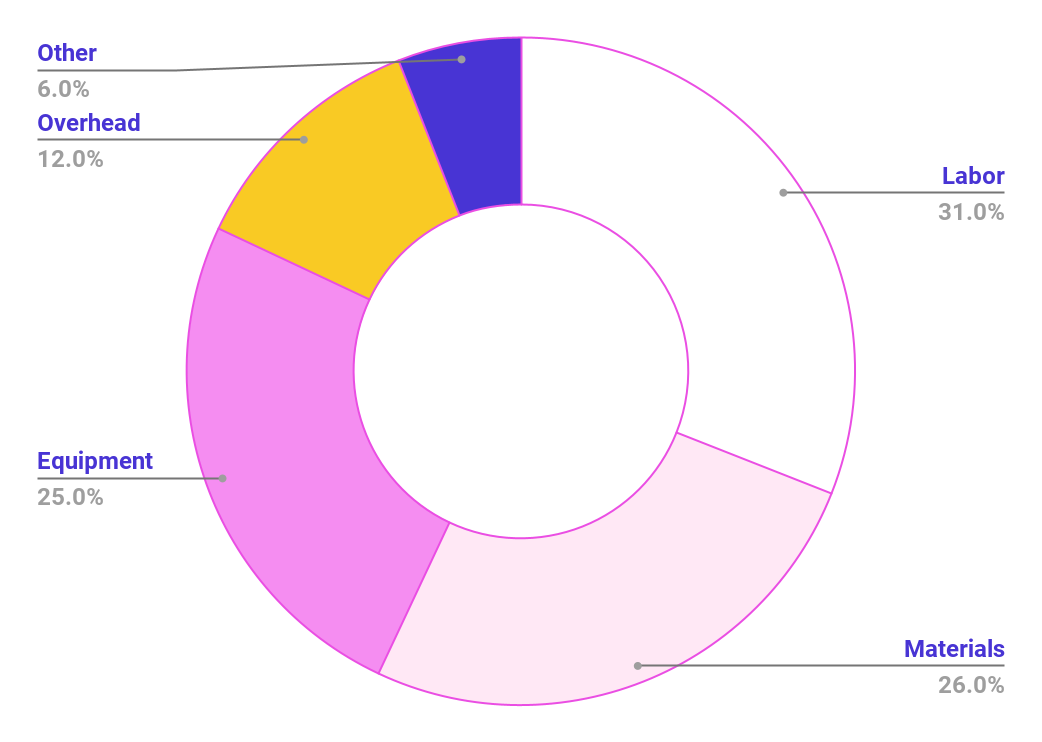 Other
6.0%
Overhead
12.0%
Labor
31.0%
Equipment
25.0%
Materials
26.0%